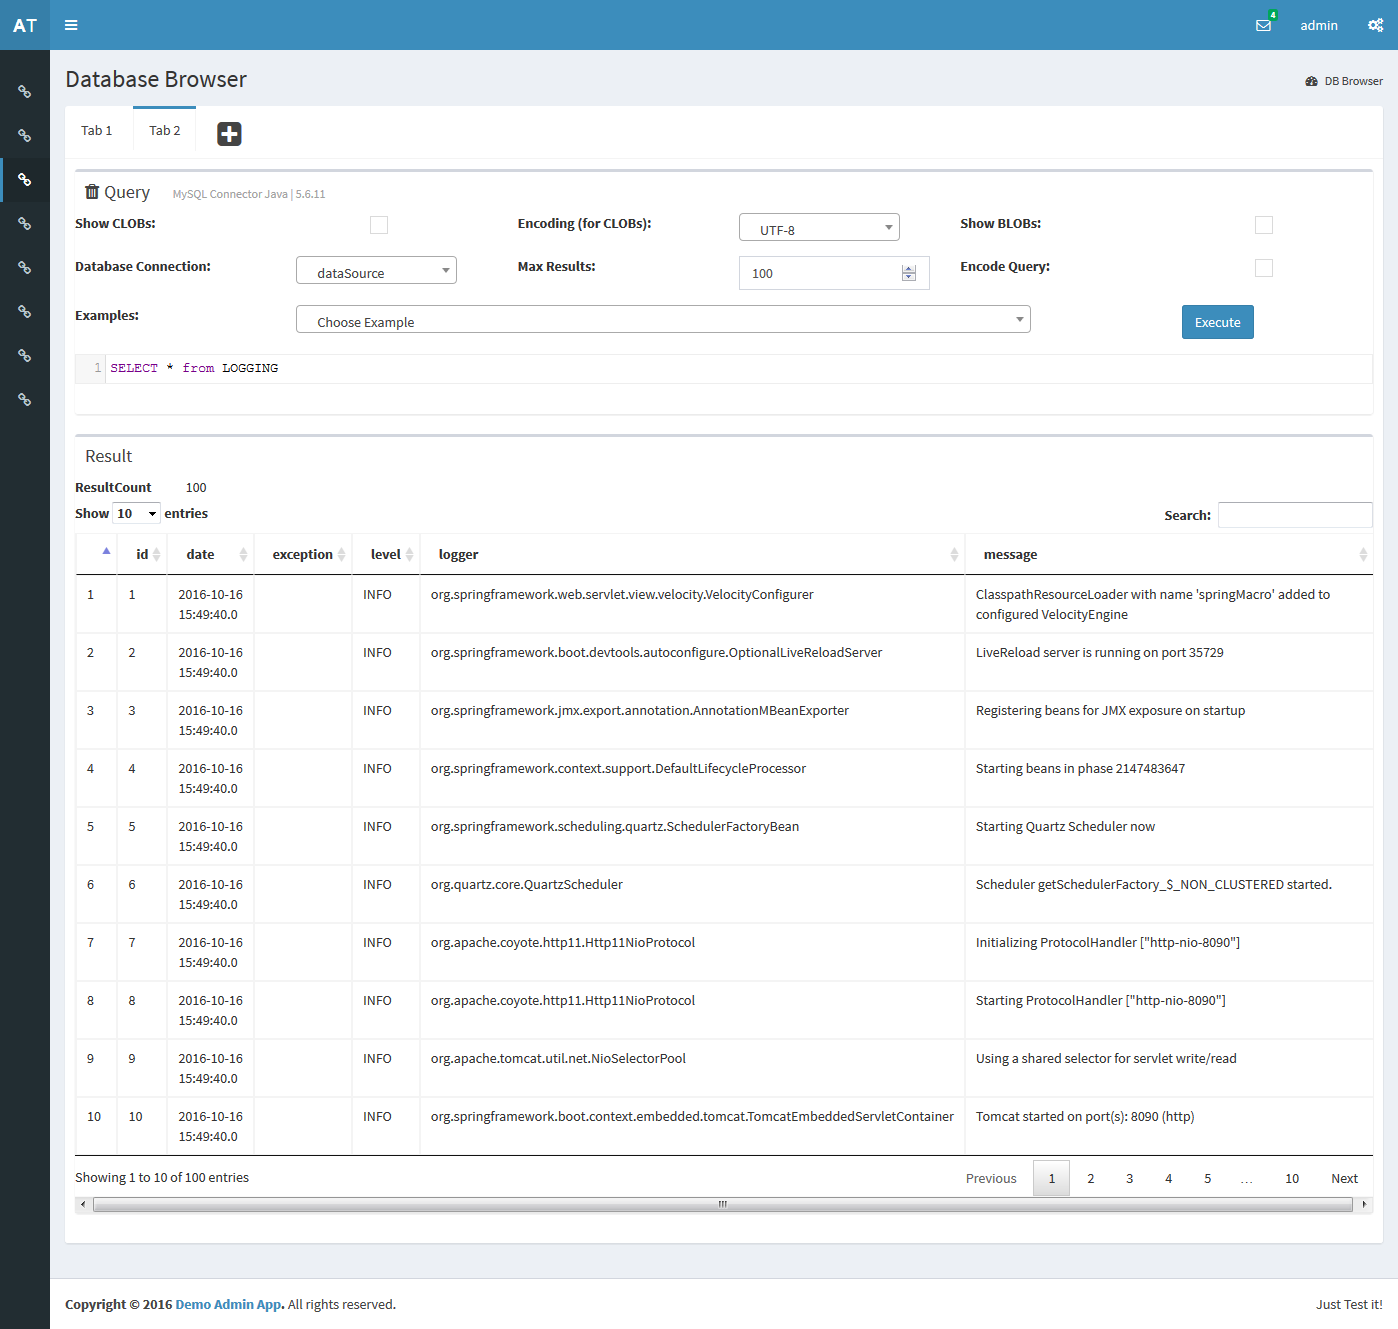 AT
4
admin
Database Browser
DB Browser
Tab 1
Tab 2
Query MySQL Connector Java | 5.6.11
Show CLOBs:
Encoding (for CLOBs): UTF-8
Show BLOBs:
Database Connection: dataSource
Max Results: 100
Encode Query:
Examples: Choose Example
Execute
1 SELECT * from LOGGING
Result
ResultCount 100
Show 10 entries
Search:
id date exception level logger message
1 1 2016-10-16 INFO org.springframework.web.servlet.view.velocity.VelocityConfigurer ClasspathResourceLoader with name 'springMacro' added to
15:49:40.0 configured VelocityEngine
2 2 2016-10-16 INFO org.springframework.boot.devtools.autoconfigure.OptionalLiveReloadServer LiveReload server is running on port 35729
15:49:40.0
3 3 2016-10-16 INFO org.springframework.jmx.export.annotation.AnnotationMBeanExporter Registering beans for JMX exposure on startup
15:49:40.0
4 4 2016-10-16 INFO org.springframework.context.support.DefaultLifecycleProcessor Starting beans in phase 2147483647
15:49:40.0
5 5 2016-10-16 INFO org.springframework.scheduling.quartz.SchedulerFactoryBean Starting Quartz Scheduler now
15:49:40.0
6 6 2016-10-16 INFO org.quartz.core.QuartzScheduler Scheduler getSchedulerFactory_$_NON_CLUSTERED started.
15:49:40.0
7 7 2016-10-16 INFO org.apache.coyote.http11.Http11NioProtocol Initializing ProtocolHandler ["http-nio-8090"]
15:49:40.0
8 8 2016-10-16 INFO org.apache.coyote.http11.Http11NioProtocol Starting ProtocolHandler ["http-nio-8090"]
15:49:40.0
9 9 2016-10-16 INFO org.apache.tomcat.util.net.NioSelectorPool Using a shared selector for servlet write/read
15:49:40.0
10 10 2016-10-16 INFO org.springframework.boot.context.embedded.tomcat.TomcatEmbeddedServletContainer Tomcat started on port(s): 8090 (http)
15:49:40.0
Showing 1 to 10 of 100 entries
Previous 1 2 3 4 5 … 10 Next
Copyright © 2016 Demo Admin App. All rights reserved.
Just Test it!